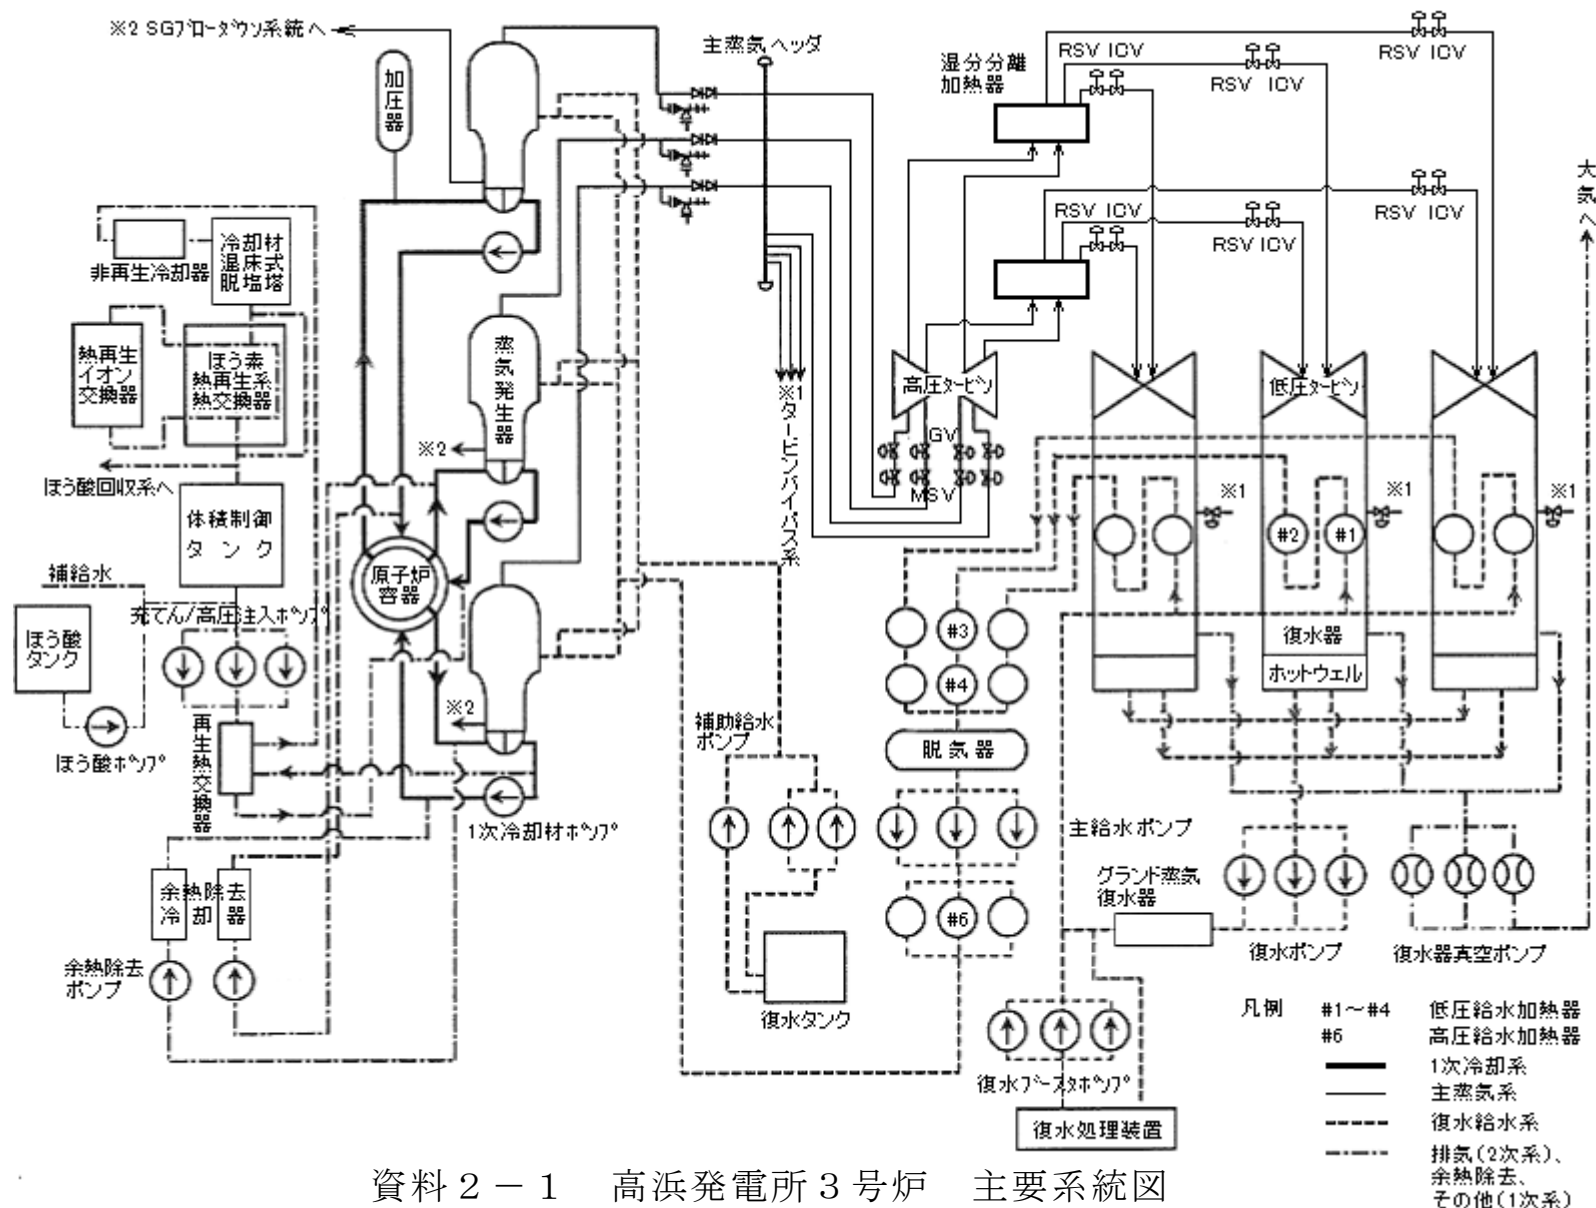 ※2 SGブローダウン系統へ
加圧器
主蒸気ヘッダ
湿分分離
加熱器
RSV ICV
RSV ICV
RSV ICV
RSV ICV
RSV ICV
RSV ICV
大気へ
非再生冷却器
冷却材
混床式
脱塩塔
熱再生
イオン
交換器
ほう素
熱再生系
熱交換器
蒸気発生器
※2
※1
タービンバイパス系
高圧タービン
GV
MSV
低圧タービン
※1
※1
※1
#2
#1
ほう酸回収系へ
体積制御
タンク
補給水
原子炉
容器
充てん/高圧注入ポンプ
ほう酸
タンク
ほう酸ポンプ
再生熱交換器
※2
1次冷却材ポンプ
#3
#4
脱気器
復水器
ホットウェル
補助給水
ポンプ
主給水ポンプ
グランド蒸気
復水器
#6
余熱除去
冷却器
余熱除去
ポンプ
復水タンク
復水ポンプ
復水器真空ポンプ
復水ブースタポンプ
復水処理装置
凡例
#1～#4 低圧給水加熱器
#6 高圧給水加熱器
1次冷却系
主蒸気系
復水給水系
排気(2次系)、
余熱除去、
その他(1次系)
資料２－１　高浜発電所３号炉　主要系統図